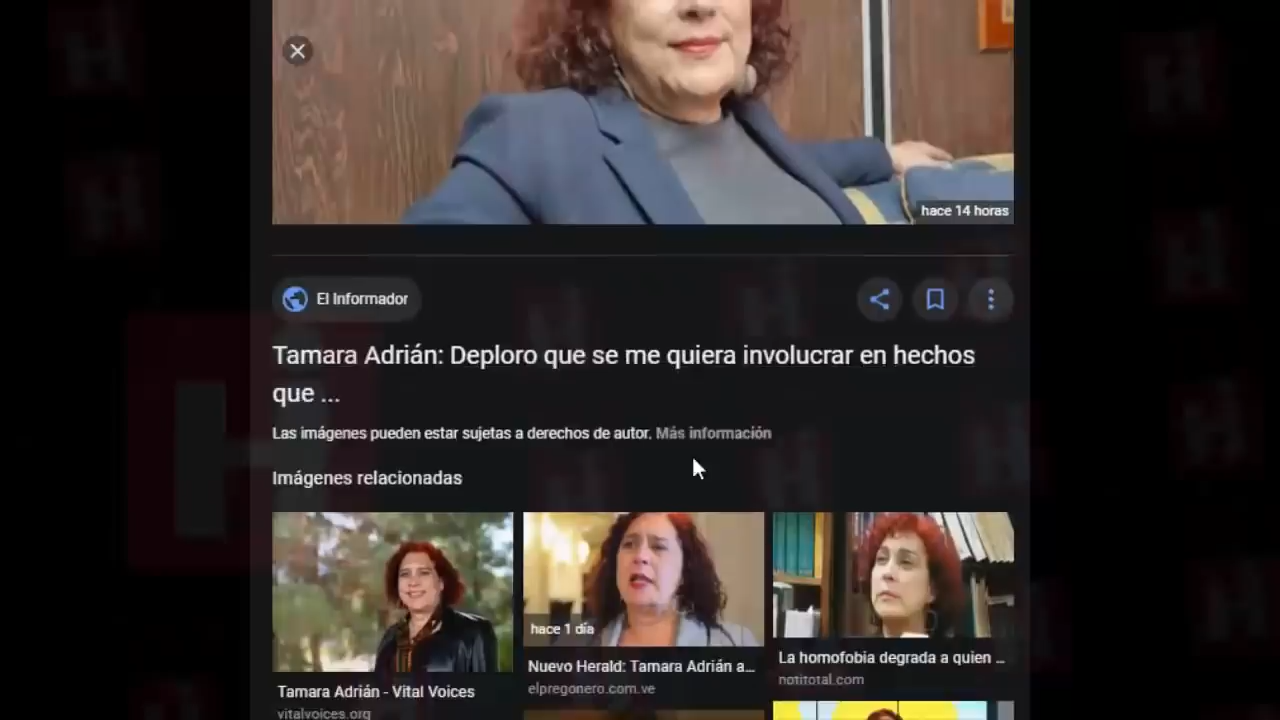 hace 14 horas
El Informador
Tamara Adrián: Deploro que se me quiera involucrar en hechos
que ...
Las imágenes pueden estar sujetas a derechos de autor. Más información
Imágenes relacionadas
hace 1 día
Tamara Adrián - Vital Voices
vitalvoices.org
Nuevo Herald: Tamara Adrián a...
elpregonero.com.ve
La homofobia degrada a quien ...
notitotal.com